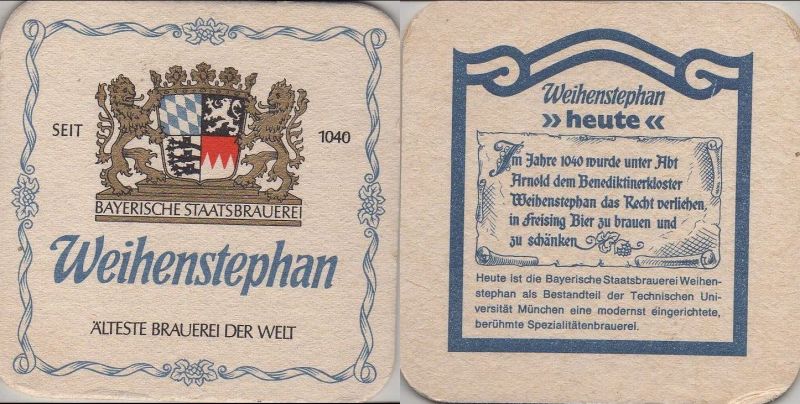 SEIT 1040
BAYERISCHE STAATSBRAUEREI
Weihenstephan
ÄLTESTE BRAUEREI DER WELT
Weihenstephan
»heute«
Im Jahre 1040 wurde unter Abt
Arnold dem Benediktinerkloster
Weihenstephan das Recht verliehen,
in Freising Bier zu brauen und
zu schänken
Heute ist die Bayerische Staatsbrauerei Weihen-
stephan als Bestandteil der Technischen Uni-
versität München eine modernst eingerichtete,
berühmte Spezialitätenbrauerei.